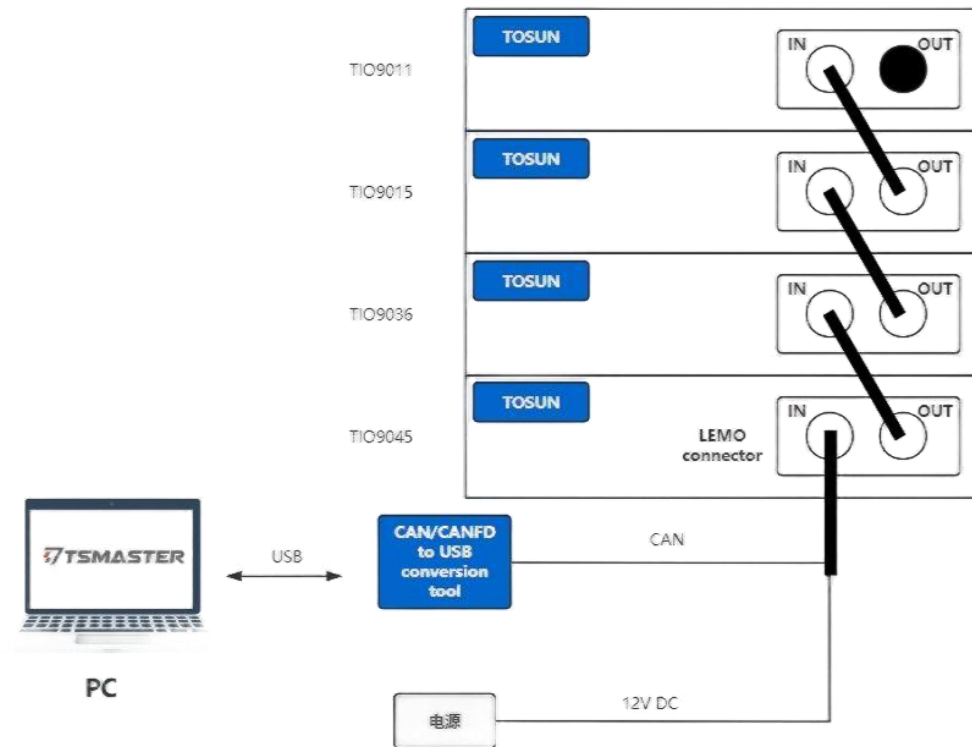 TOSUN
IN
OUT
TIO9011
TOSUN
IN
OUT
TIO9015
TOSUN
IN
OUT
TIO9036
TOSUN
IN
OUT
TIO9045
LEMO
connector
TSMASTER
USB
CAN/CANFD
to USB
conversion
tool
CAN
PC
电源
12V DC